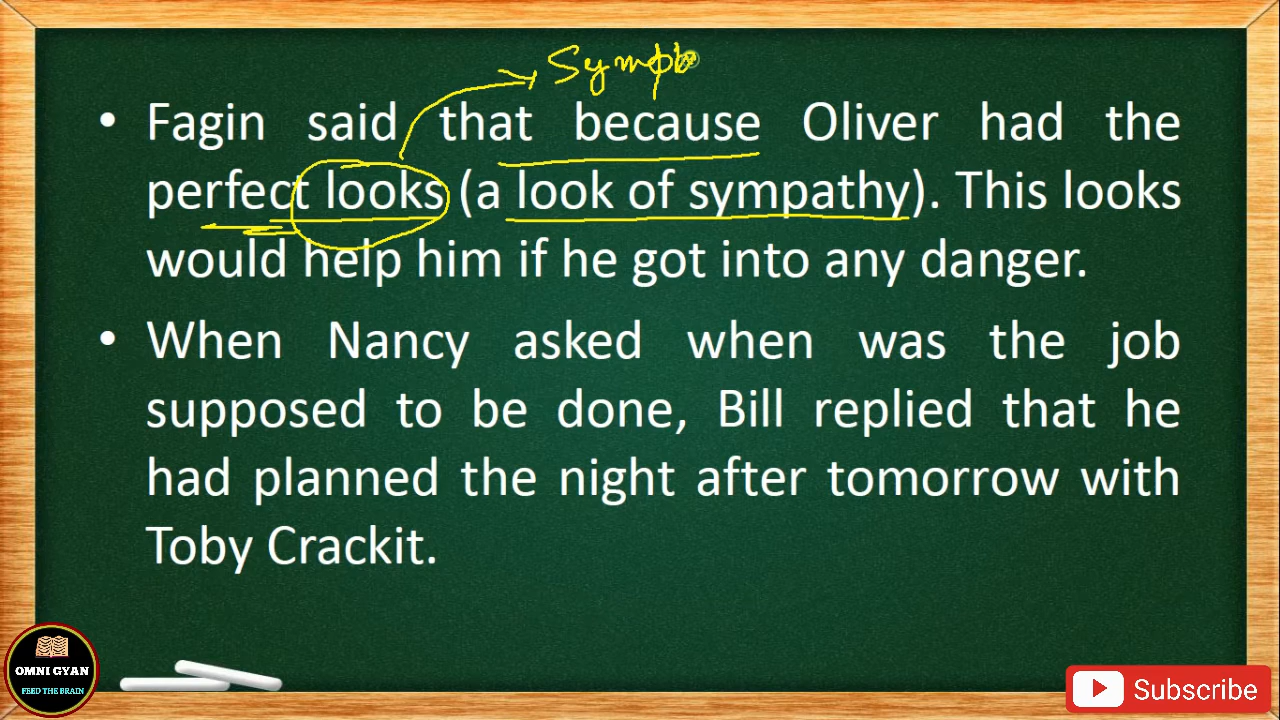 • Fagin said that because Oliver had the
perfect looks (a look of sympathy). This looks
would help him if he got into any danger.
• When Nancy asked when was the job
supposed to be done, Bill replied that he
had planned the night after tomorrow with
Toby Crackit.
OMNI GYAN
FEED THE BRAIN
Subscribe